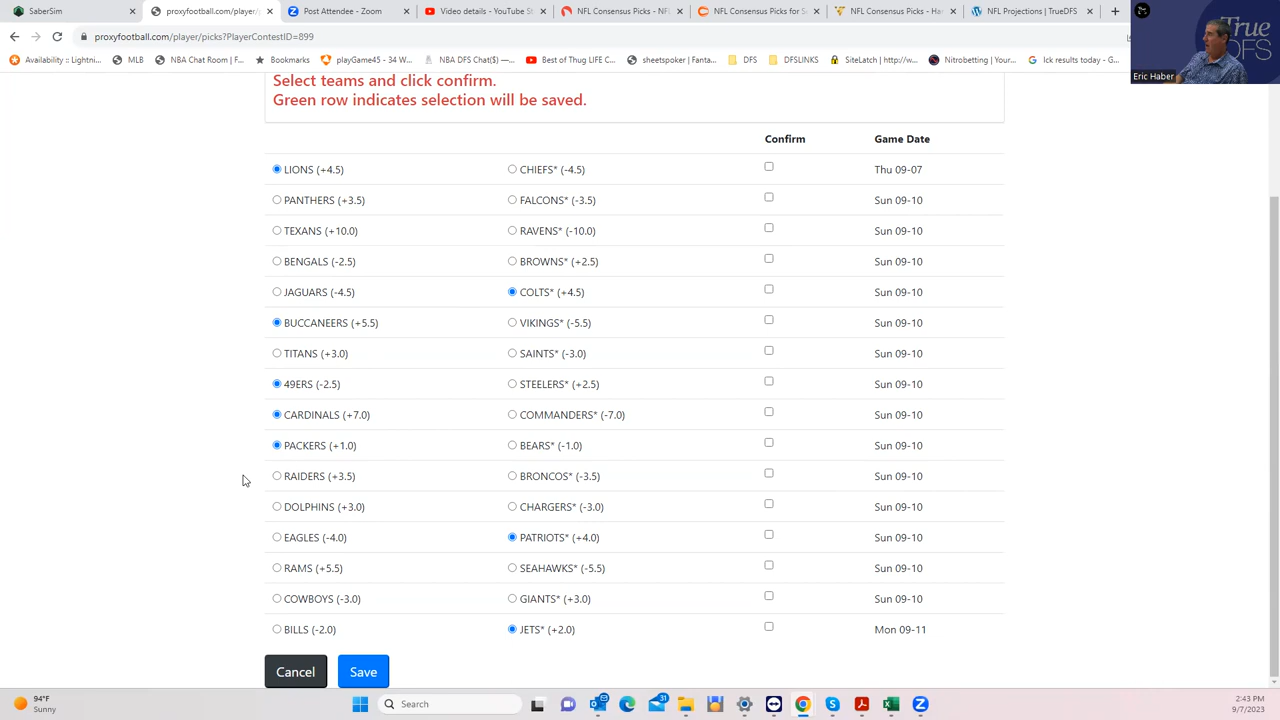 SaberSim
proxyfootball.com/player/picks
Post Attendee - Zoom
Video details - YouTube St
NFL Consensus Picks - NFL
NFL Consensus Picks for S
NFL Consensus Picks - Ha
NFL Projections | TrueDFS
proxyfootball.com/player/picks?PlayerContestID=899
Availability :: Lightni...
MLB
NBA Chat Room | F...
Bookmarks
playGame45 - 34 W...
NBA DFS Chat($) —...
Best of Thug LIFE C...
sheetspoker | Fanta...
DFS
DFSLINKS
SiteLatch | http://w...
Nitrobetting | Your...
Ick results today - G...
True
DFS
Eric Haber
Select teams and click confirm.
Green row indicates selection will be saved.
Confirm Game Date
LIONS (+4.5) CHIEFS* (-4.5) Thu 09-07
PANTHERS (+3.5) FALCONS* (-3.5) Sun 09-10
TEXANS (+10.0) RAVENS* (-10.0) Sun 09-10
BENGALS (-2.5) BROWNS* (+2.5) Sun 09-10
JAGUARS (-4.5) COLTS* (+4.5) Sun 09-10
BUCCANEERS (+5.5) VIKINGS* (-5.5) Sun 09-10
TITANS (+3.0) SAINTS* (-3.0) Sun 09-10
49ERS (-2.5) STEELERS* (+2.5) Sun 09-10
CARDINALS (+7.0) COMMANDERS* (-7.0) Sun 09-10
PACKERS (+1.0) BEARS* (-1.0) Sun 09-10
RAIDERS (+3.5) BRONCOS* (-3.5) Sun 09-10
DOLPHINS (+3.0) CHARGERS* (-3.0) Sun 09-10
EAGLES (-4.0) PATRIOTS* (+4.0) Sun 09-10
RAMS (+5.5) SEAHAWKS* (-5.5) Sun 09-10
COWBOYS (-3.0) GIANTS* (+3.0) Sun 09-10
BILLS (-2.0) JETS* (+2.0) Mon 09-11
Cancel Save
94°F
Sunny
Search
31
2:43 PM
9/7/2023